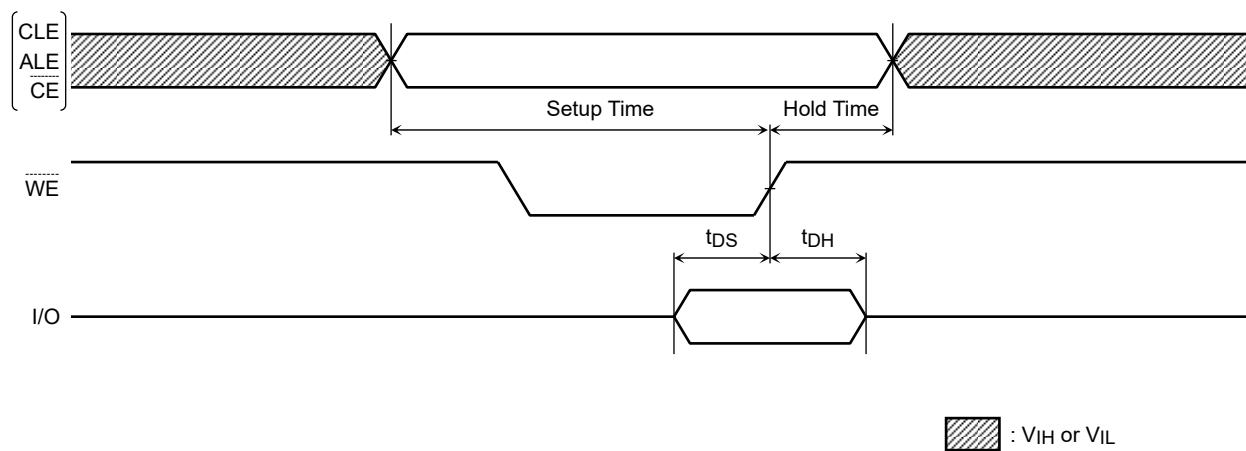 CLE
ALE
CE
Setup Time
Hold Time
WE
tDS
tDH
I/O
: VIH or VIL